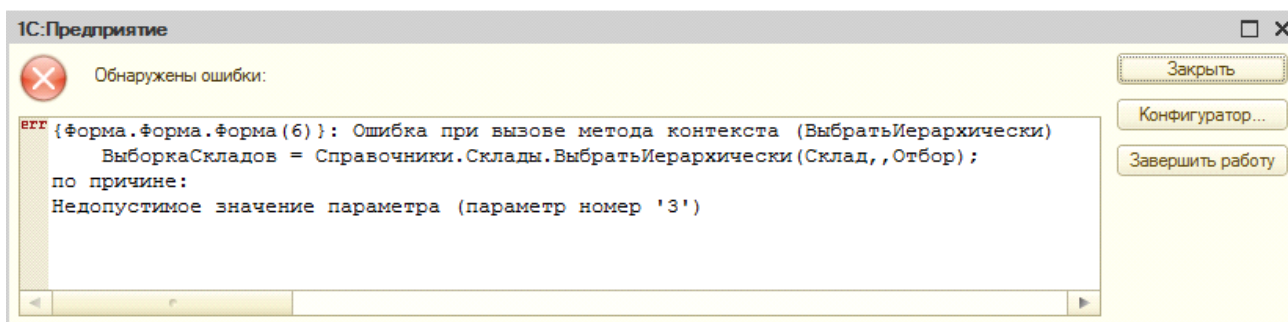 1С:Предприятие
Обнаружены ошибки:
Закрыть
Конфигуратор...
Завершить работу
err {Форма.Форма.Форма(6)}: Ошибка при вызове метода контекста (ВыбратьИерархически)
ВыборкаСкладов = Справочники.Склады.ВыбратьИерархически(Склад,,Отбор);
по причине:
Недопустимое значение параметра (параметр номер '3')